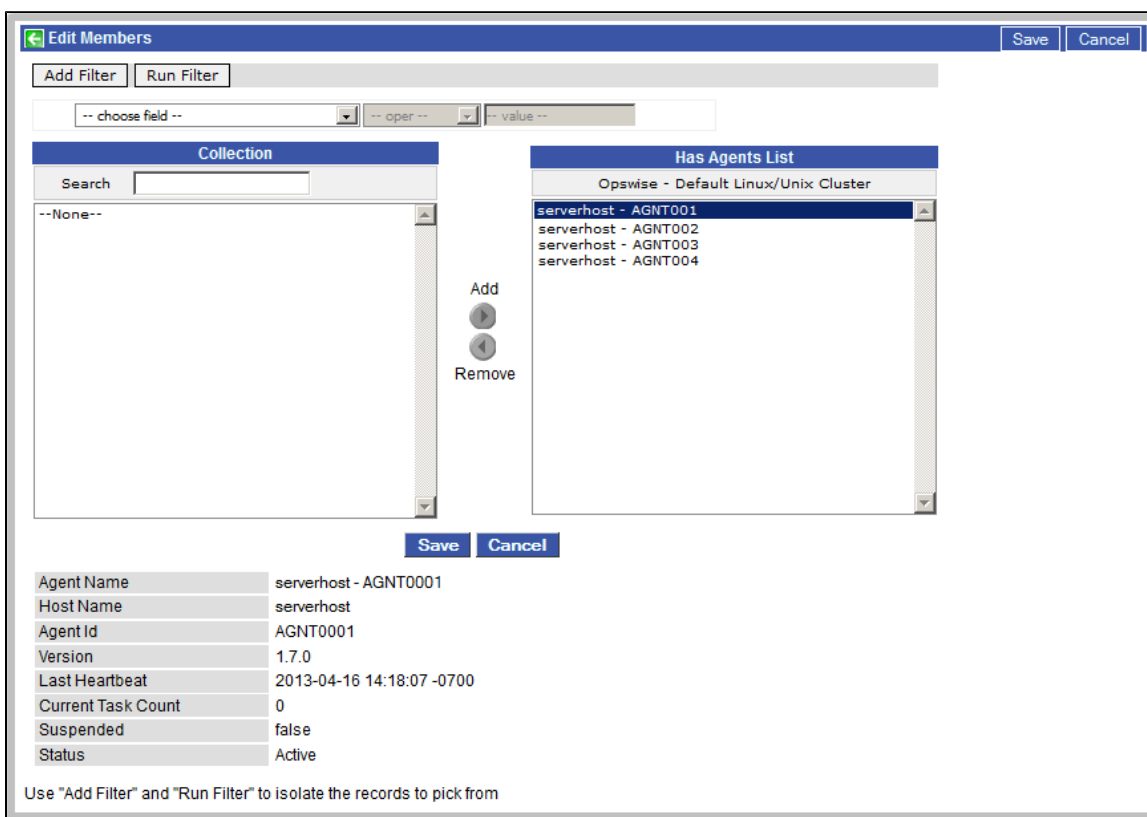 Edit Members Save Cancel
Add Filter Run Filter
-- choose field -- -- oper -- -- value --
Collection
Search
--None--
Add
Remove
Has Agents List
Opswise - Default Linux/Unix Cluster
serverhost - AGNT001
serverhost - AGNT002
serverhost - AGNT003
serverhost - AGNT004
Save Cancel
Agent Name serverhost - AGNT0001
Host Name serverhost
Agent Id AGNT0001
Version 1.7.0
Last Heartbeat 2013-04-16 14:18:07 -0700
Current Task Count 0
Suspended false
Status Active
Use "Add Filter" and "Run Filter" to isolate the records to pick from